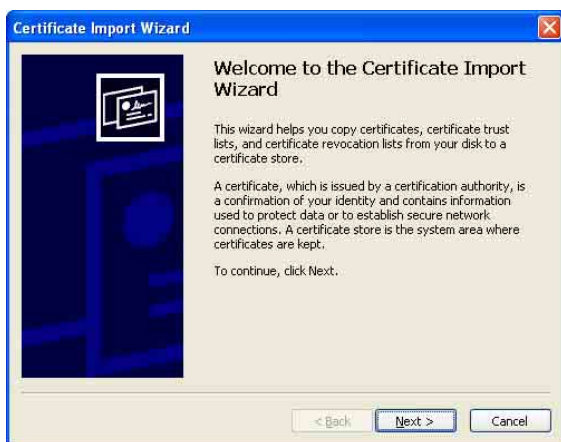 Certificate Import Wizard
Welcome to the Certificate Import
Wizard
This wizard helps you copy certificates, certificate trust
lists, and certificate revocation lists from your disk to a
certificate store.
A certificate, which is issued by a certification authority, is
a confirmation of your identity and contains information
used to protect data or to establish secure network
connections. A certificate store is the system area where
certificates are kept.
To continue, click Next.
< Back
Next >
Cancel